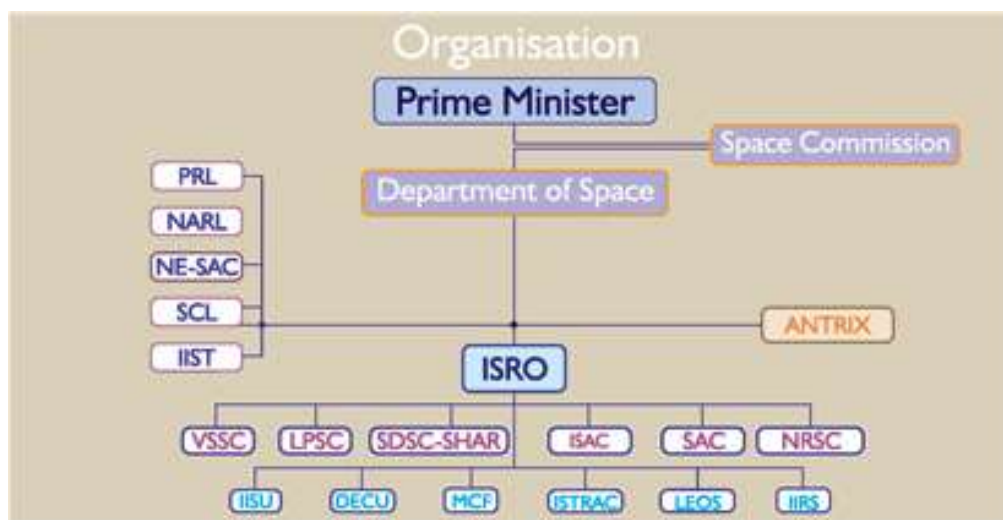 Organisation
Prime Minister
Space Commission
Department of Space
PRL
NARL
NE-SAC
SCL
IIST
ANTRIX
ISRO
VSSC LPSC SDSC-SHAR ISAC SAC NRSC
IISU DECU MCF ISTRAC LEOS IIRS